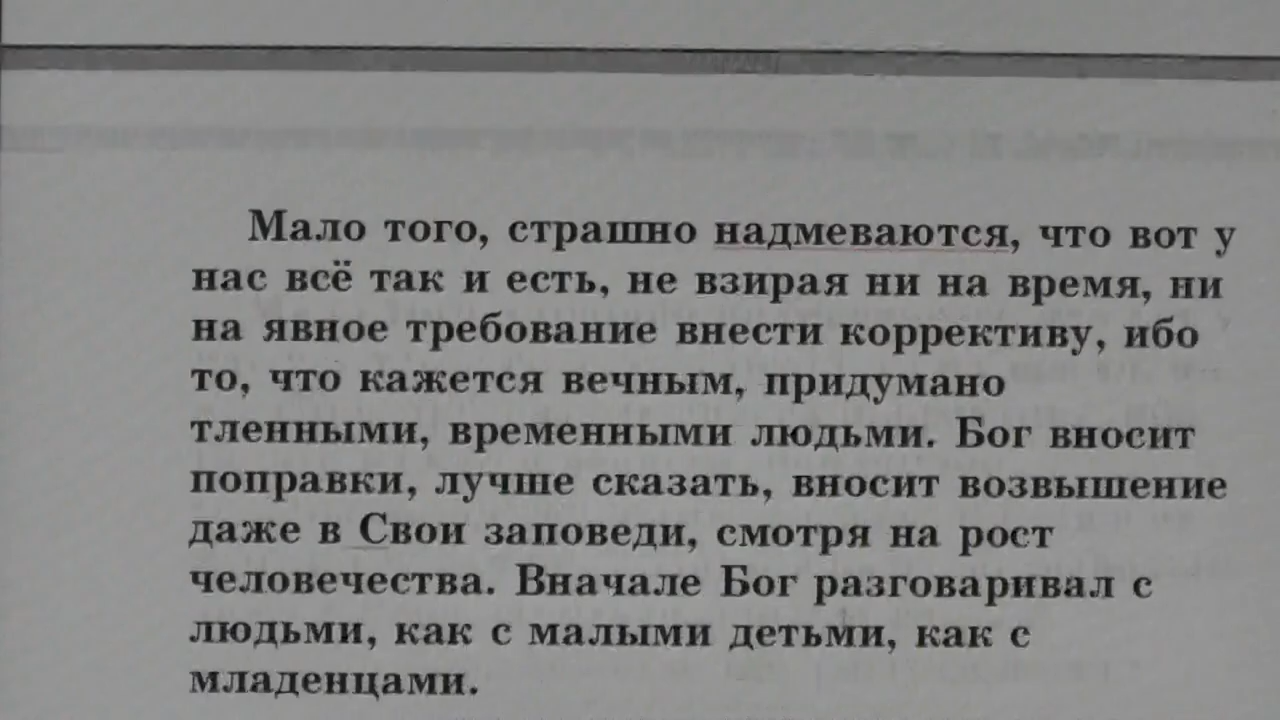 Мало того, страшно надмеваются, что вот у
нас всё так и есть, не взирая ни на время, ни
на явное требование внести коррективу, ибо
то, что кажется вечным, придумано
тленными, временными людьми. Бог вносит
поправки, лучше сказать, вносит возвышение
даже в Свои заповеди, смотря на рост
человечества. Вначале Бог разговаривал с
людьми, как с малыми детьми, как с
младенцами.